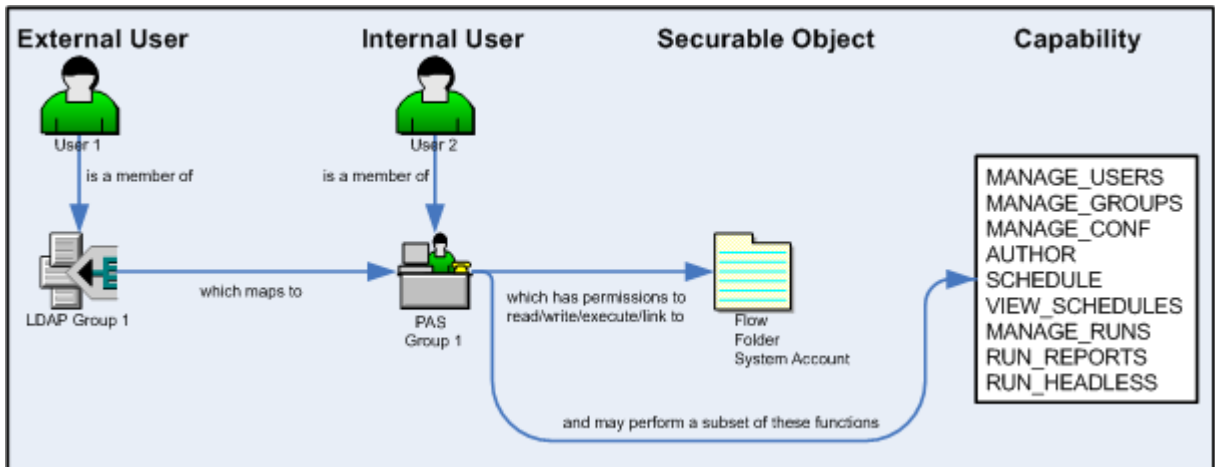 External User
Internal User
Securable Object
Capability
User 1
User 2
is a member of
is a member of
LDAP Group 1
which maps to
PAS
Group 1
which has permissions to
read/write/execute/link to
Flow
Folder
System Account
and may perform a subset of these functions
MANAGE_USERS
MANAGE_GROUPS
MANAGE_CONF
AUTHOR
SCHEDULE
VIEW_SCHEDULES
MANAGE_RUNS
RUN_REPORTS
RUN_HEADLESS